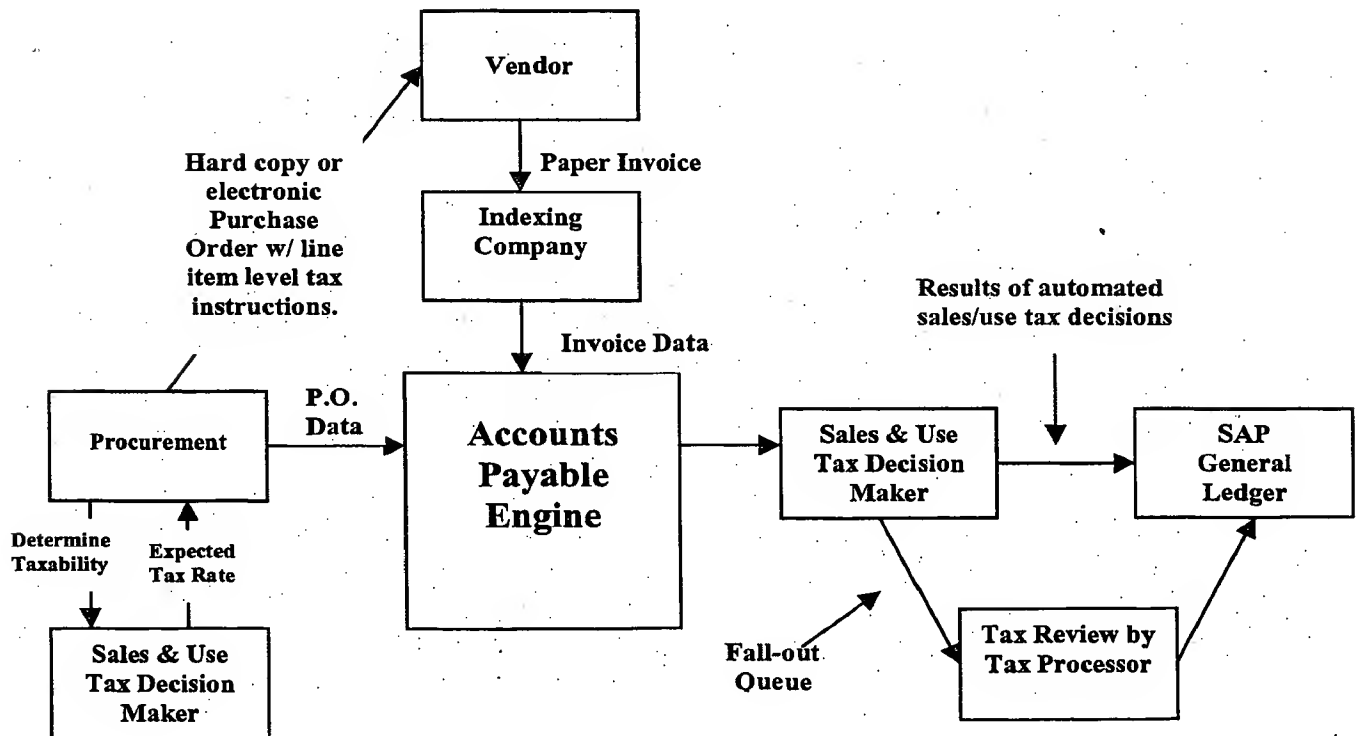 Vendor
Paper Invoice
Hard copy or
electronic
Purchase
Order w/ line
item level tax
instructions.
Indexing
Company
Invoice Data
Results of automated
sales/use tax decisions
Procurement
P.O.
Data
Accounts
Payable
Engine
Sales & Use
Tax Decision
Maker
SAP
General
Ledger
Determine
Taxability
Expected
Tax Rate
Sales & Use
Tax Decision
Maker
Fall-out
Queue
Tax Review by
Tax Processor